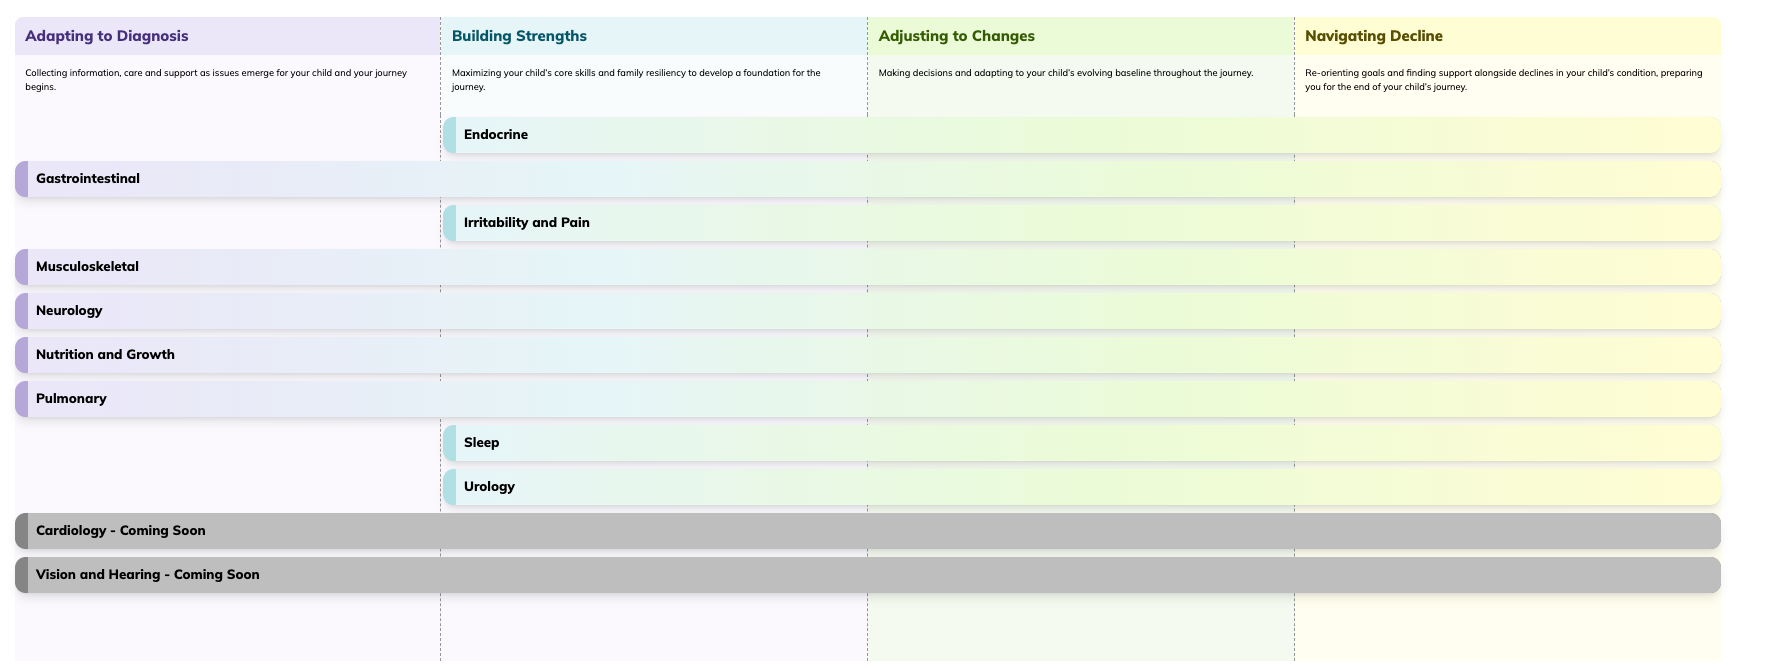 Adapting to Diagnosis
Building Strengths
Adjusting to Changes
Navigating Decline
Collecting information, care and support as issues emerge for your child and your journey
begins.
Maximizing your child's core skills and family resiliency to develop a foundation for the
journey.
Making decisions and adapting to your child's evolving baseline throughout the journey.
Re-orienting goals and finding support alongside declines in your child's condition, preparing
you for the end of your child's journey.
Endocrine
Gastrointestinal
Irritability and Pain
Musculoskeletal
Neurology
Nutrition and Growth
Pulmonary
Sleep
Urology
Cardiology - Coming Soon
Vision and Hearing - Coming Soon